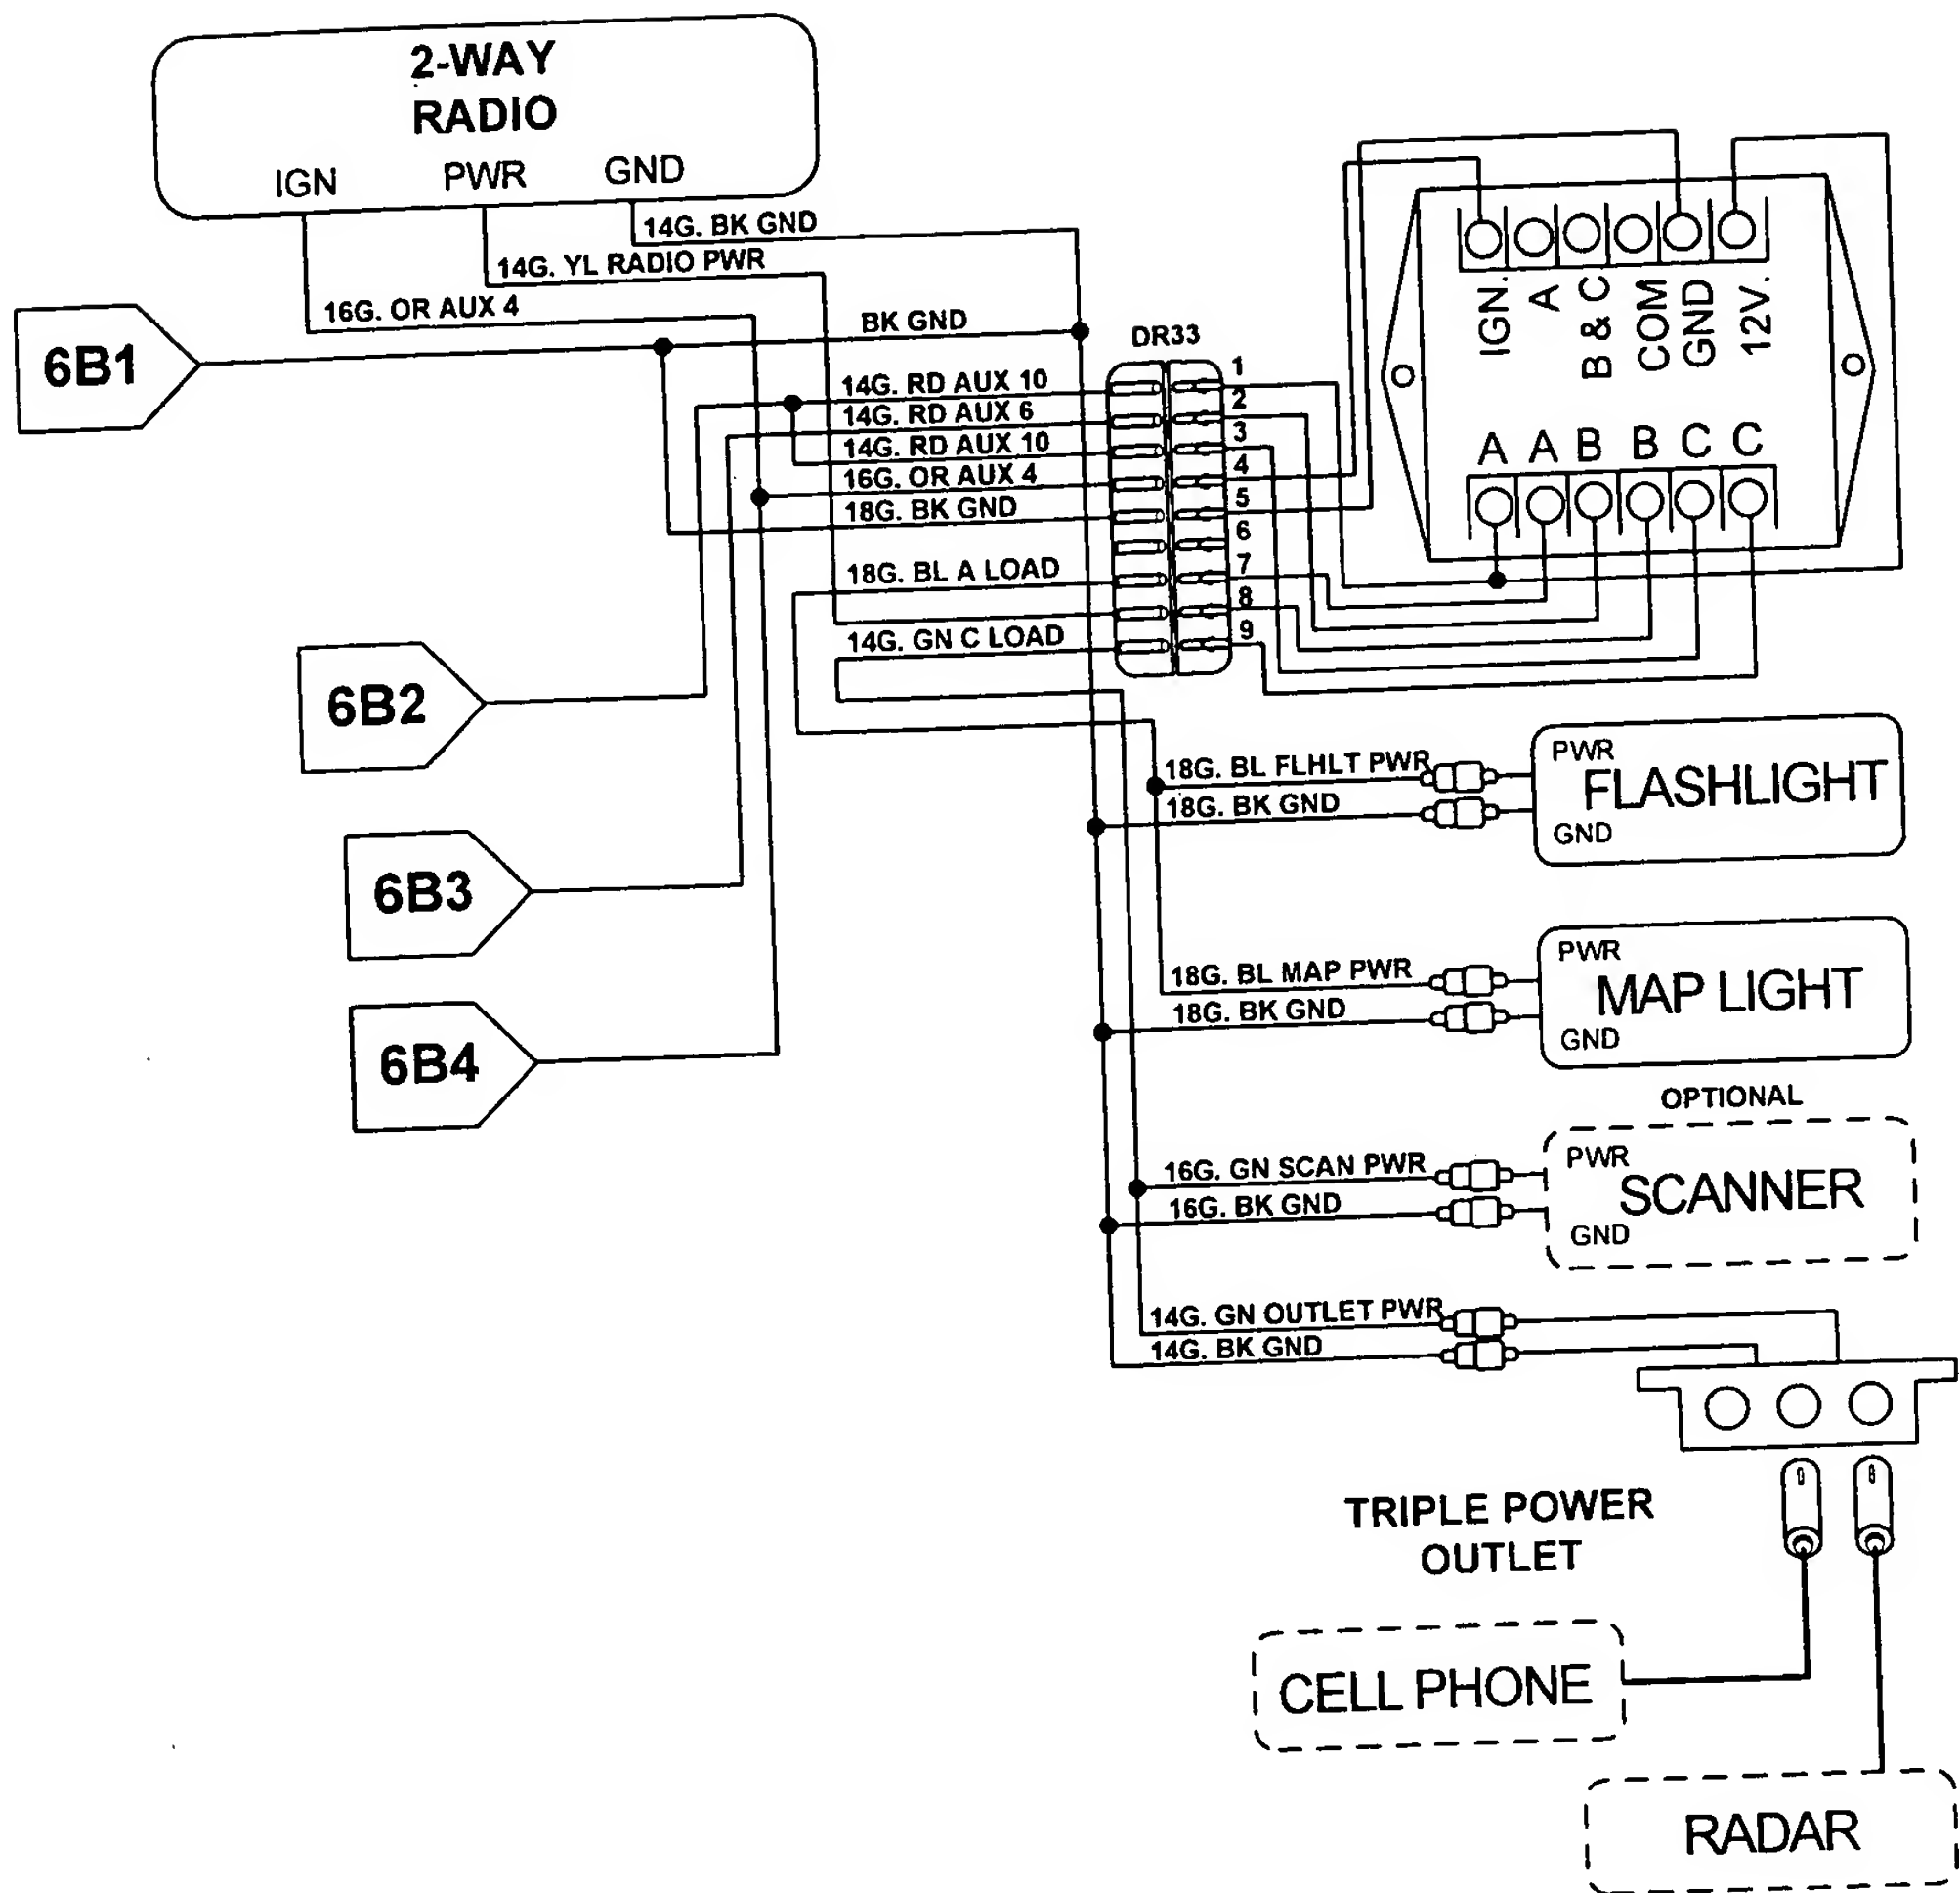 2-WAY
RADIO
IGN
PWR
GND
14G. BK GND
14G. YL RADIO PWR
16G. OR AUX 4
BK GND
6B1
DR33
14G. RD AUX 10
14G. RD AUX 6
14G. RD AUX 10
16G. OR AUX 4
18G. BK GND
18G. BL A LOAD
14G. GN C LOAD
1
2
3
4
5
6
7
8
9
IGN.
A
B & C
COM
GND
12V.
A A B B C C
6B2
6B3
6B4
18G. BL FLHLT PWR
18G. BK GND
PWR
FLASHLIGHT
GND
18G. BL MAP PWR
18G. BK GND
PWR
MAP LIGHT
GND
OPTIONAL
16G. GN SCAN PWR
16G. BK GND
PWR
SCANNER
GND
14G. GN OUTLET PWR
14G. BK GND
TRIPLE POWER
OUTLET
CELL PHONE
RADAR